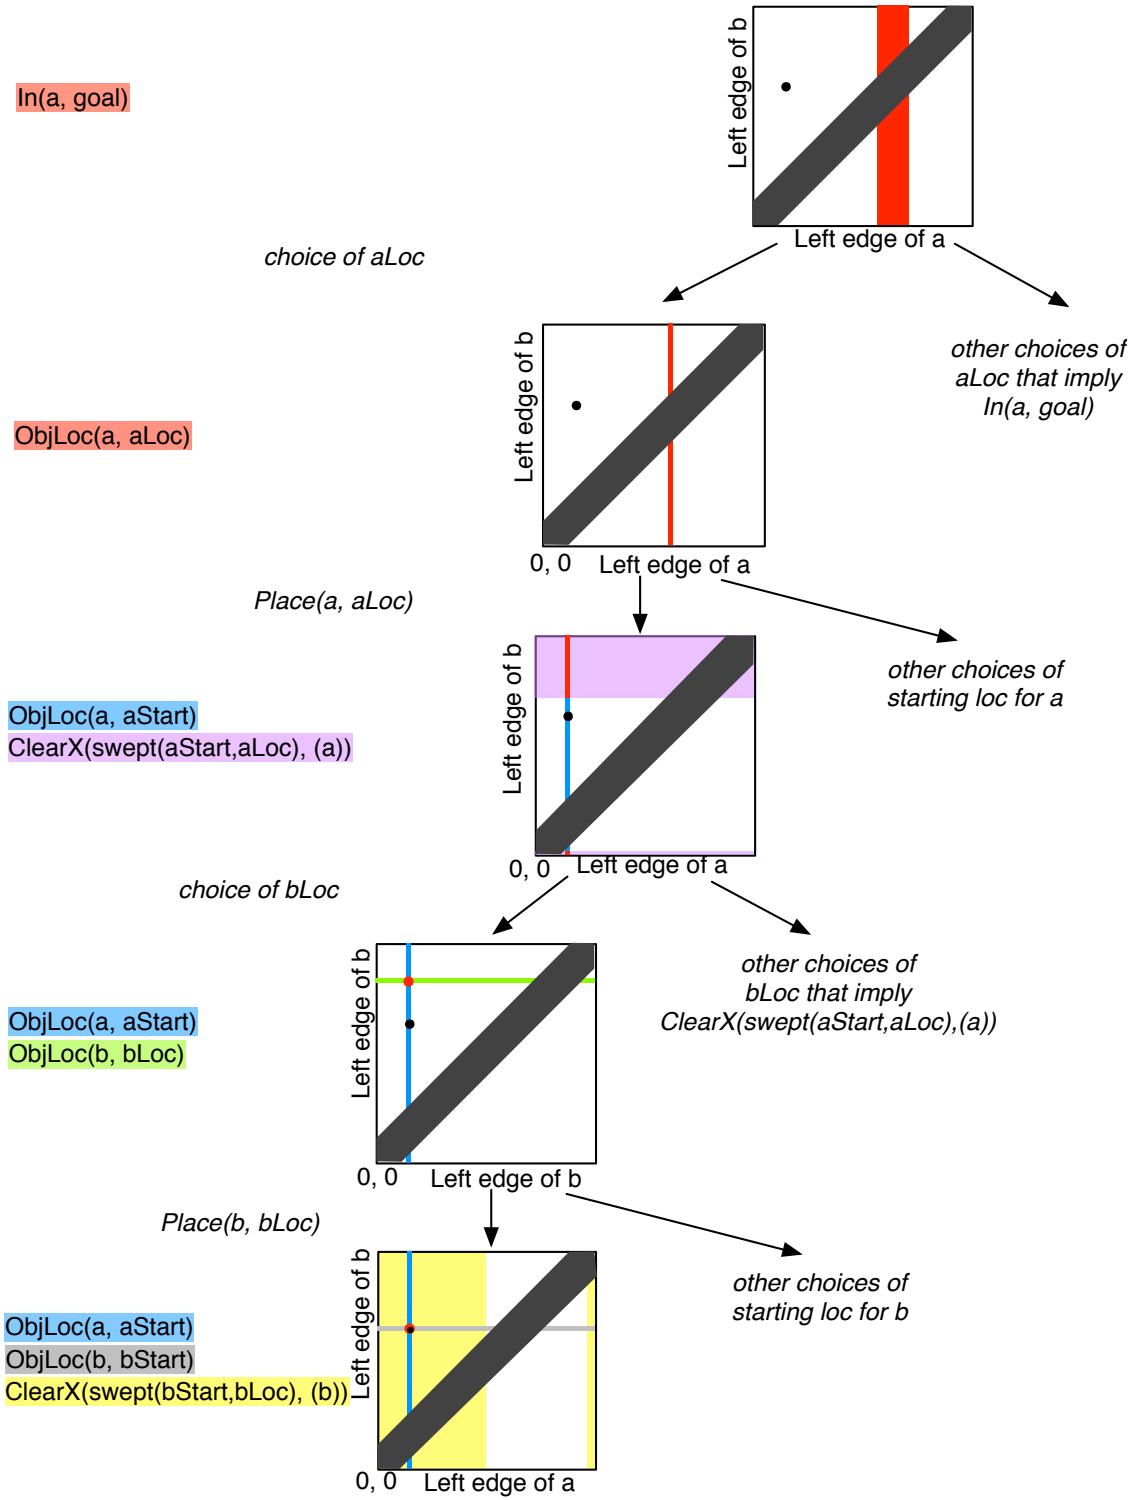 Left edge of b
In(a, goal)
Left edge of a
choice of aLoc
other choices of
aLoc that imply
In(a, goal)
Left edge of b
ObjLoc(a, aLoc)
0, 0
Left edge of a
Place(a, aLoc)
other choices of
starting loc for a
Left edge of b
ObjLoc(a, aStart)
ClearX(swept(aStart,aLoc), (a))
0, 0
Left edge of a
choice of bLoc
other choices of
bLoc that imply
ClearX(swept(aStart,aLoc),(a))
Left edge of b
ObjLoc(a, aStart)
ObjLoc(b, bLoc)
0, 0
Left edge of b
Place(b, bLoc)
other choices of
starting loc for b
Left edge of b
ObjLoc(a, aStart)
ObjLoc(b, bStart)
ClearX(swept(bStart,bLoc), (b))
0, 0
Left edge of a